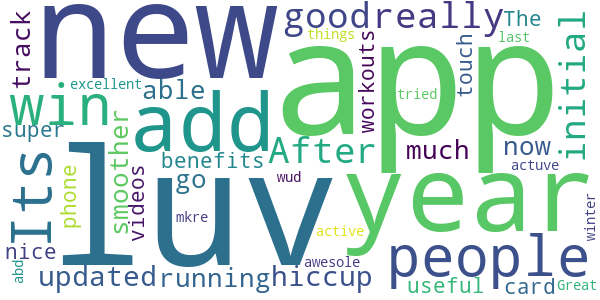 new
app
luv
year
add
people
win
Its
initial
good
really
The
things
last
track
excellent
able
workouts
touch
tried
super
smoother
After
much
now
benefits
actuve
videos
phone
go
wud
mkre
active
nice
awesole
winter
abd
updated
running
hiccup
useful
card
Great